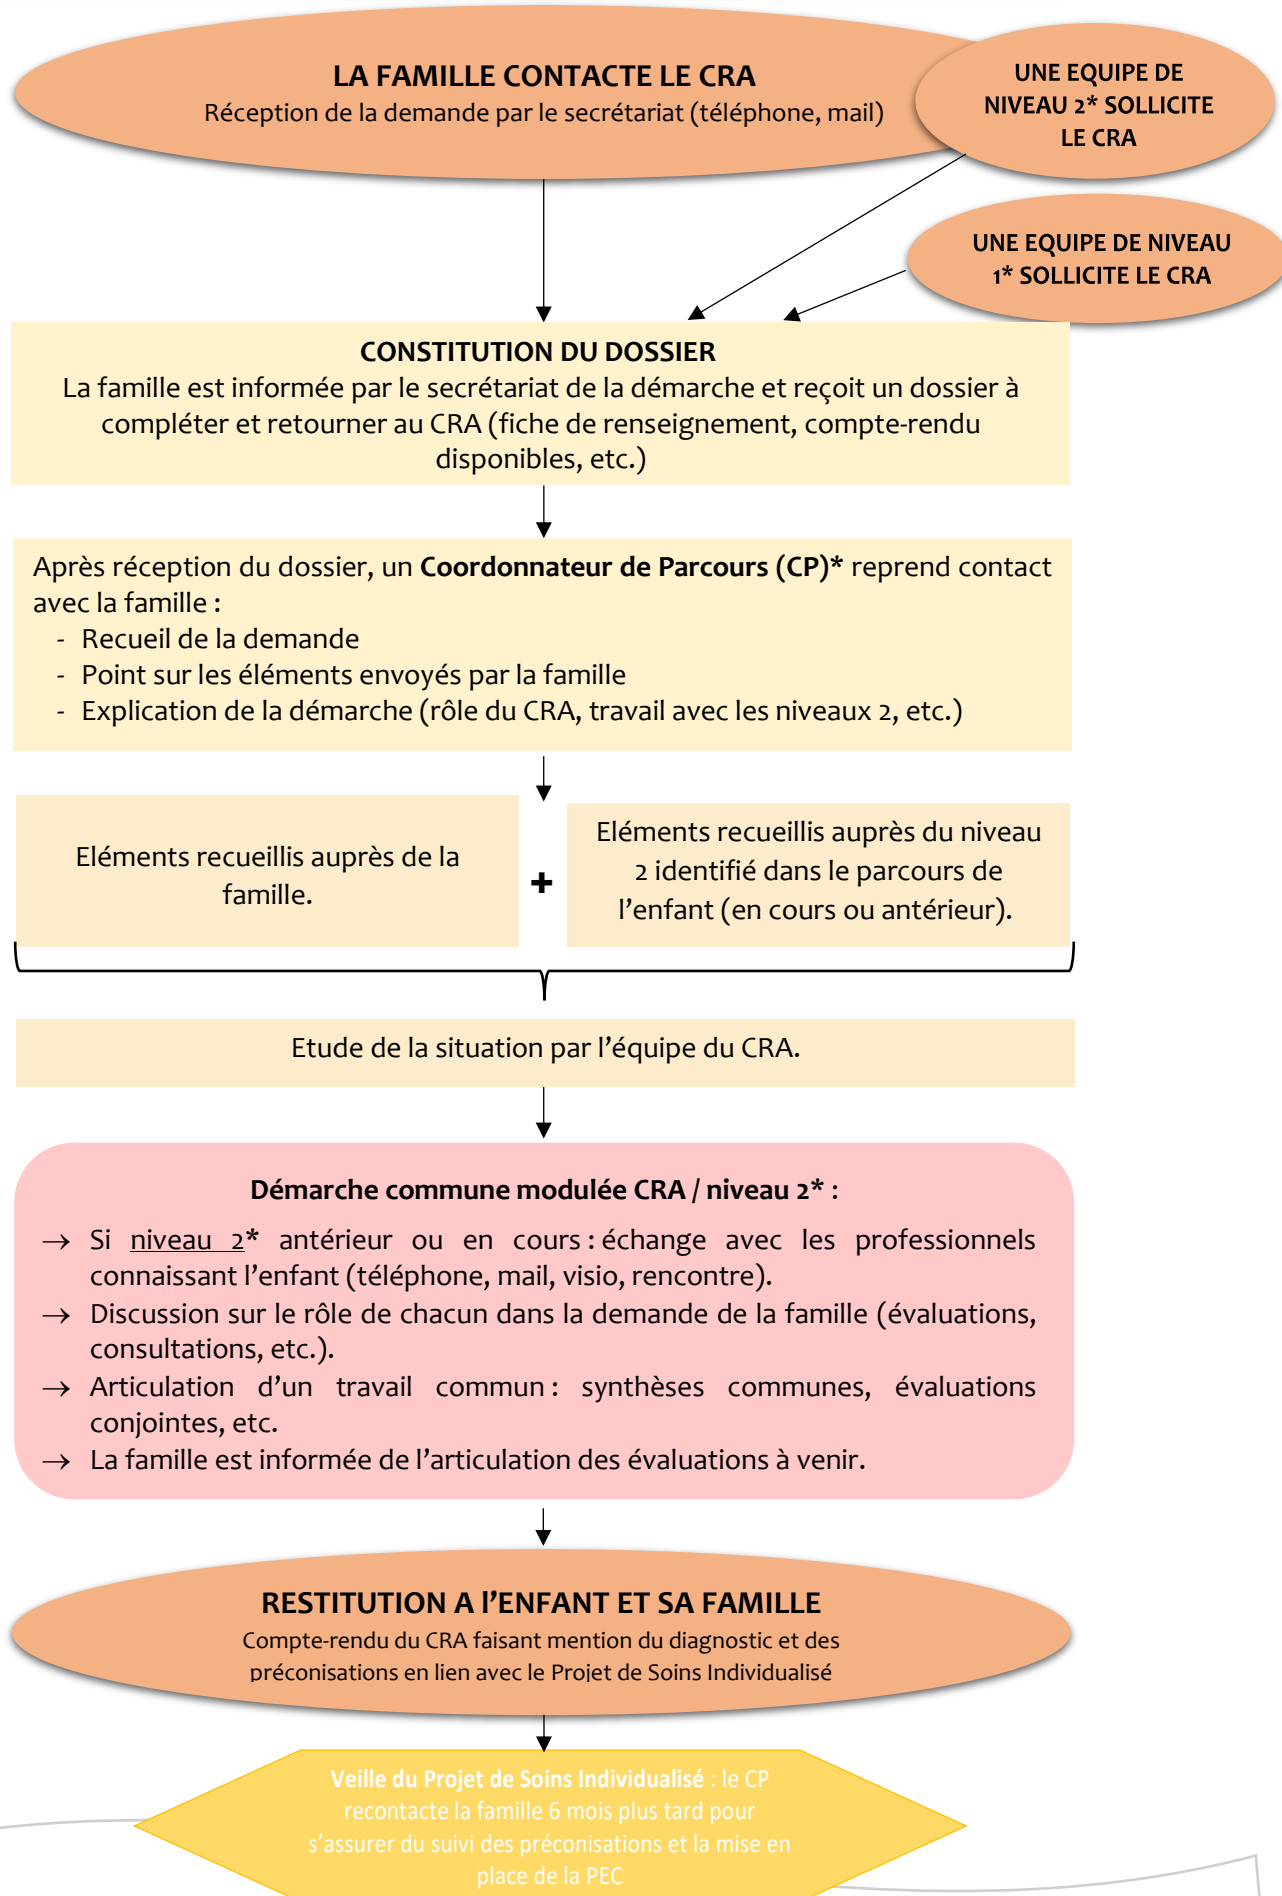 LA FAMILLE CONTACTE LE CRA
Réception de la demande par le secrétariat (téléphone, mail)
UNE EQUIPE DE
NIVEAU 2* SOLLICITE
LE CRA
UNE EQUIPE DE NIVEAU
1* SOLLICITE LE CRA
CONSTITUTION DU DOSSIER
La famille est informée par le secrétariat de la démarche et reçoit un dossier à
compléter et retourner au CRA (fiche de renseignement, compte-rendu
disponibles, etc.)
Après réception du dossier, un Coordonnateur de Parcours (CP)* reprend contact
avec la famille :
- Recueil de la demande
- Point sur les éléments envoyés par la famille
- Explication de la démarche (rôle du CRA, travail avec les niveaux 2, etc.)
Eléments recueillis auprès de la
famille.
+
Eléments recueillis auprès du niveau
2 identifié dans le parcours de
l’enfant (en cours ou antérieur).
Etude de la situation par l’équipe du CRA.
Démarche commune modulée CRA / niveau 2* :
→ Si niveau 2* antérieur ou en cours : échange avec les professionnels
connaissant l’enfant (téléphone, mail, visio, rencontre).
→ Discussion sur le rôle de chacun dans la demande de la famille (évaluations,
consultations, etc.).
→ Articulation d’un travail commun : synthèses communes, évaluations
conjointes, etc.
→ La famille est informée de l’articulation des évaluations à venir.
RESTITUTION A l’ENFANT ET SA FAMILLE
Compte-rendu du CRA faisant mention du diagnostic et des
préconisations en lien avec le Projet de Soins Individualisé
Veille du Projet de Soins Individualisé : le CP
recontacte la famille 6 mois plus tard pour
s’assurer du suivi des préconisations et la mise en
place de la PEC